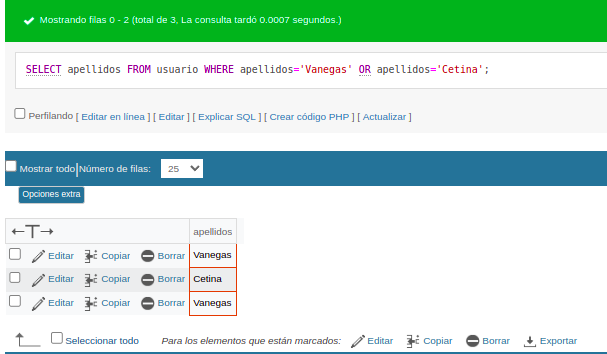 Mostrando filas 0 - 2 (total de 3, La consulta tardó 0.0007 segundos.)
SELECT apellidos FROM usuario WHERE apellidos='Vanegas' OR apellidos='Cetina';
Perfilando [ Editar en línea ] [ Editar ] [ Explicar SQL ] [ Crear código PHP ] [ Actualizar ]
Mostrar todo Número de filas: 25
Opciones extra
apellidos
Editar Copiar Borrar Vanegas
Editar Copiar Borrar Cetina
Editar Copiar Borrar Vanegas
Seleccionar todo Para los elementos que están marcados: Editar Copiar Borrar Exportar